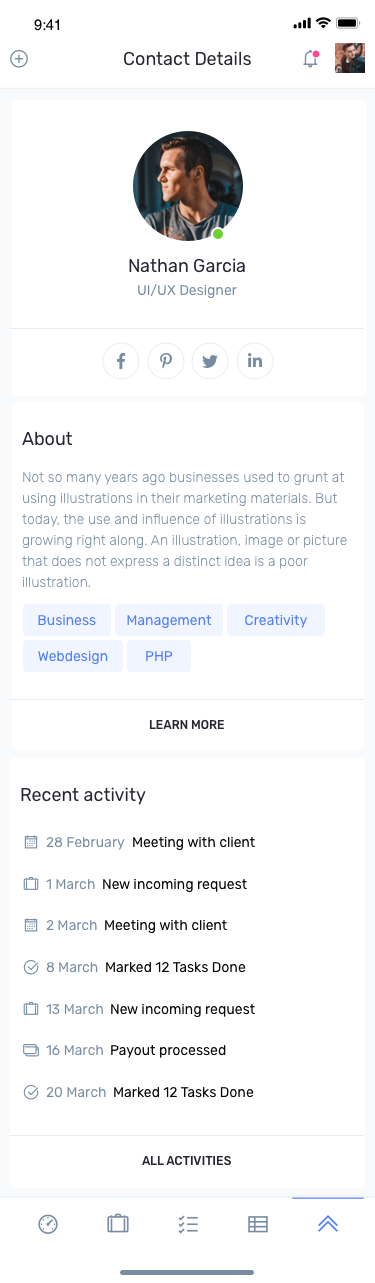 9:41
Contact Details
Nathan Garcia
UI/UX Designer
About
Not so many years ago businesses used to grunt at
using illustrations in their marketing materials. But
today, the use and influence of illustrations is
growing right along. An illustration, image or picture
that does not express a distinct idea is a poor
illustration.
Business Management Creativity
Webdesign PHP
LEARN MORE
Recent activity
28 February Meeting with client
1 March New incoming request
2 March Meeting with client
8 March Marked 12 Tasks Done
13 March New incoming request
16 March Payout processed
20 March Marked 12 Tasks Done
ALL ACTIVITIES